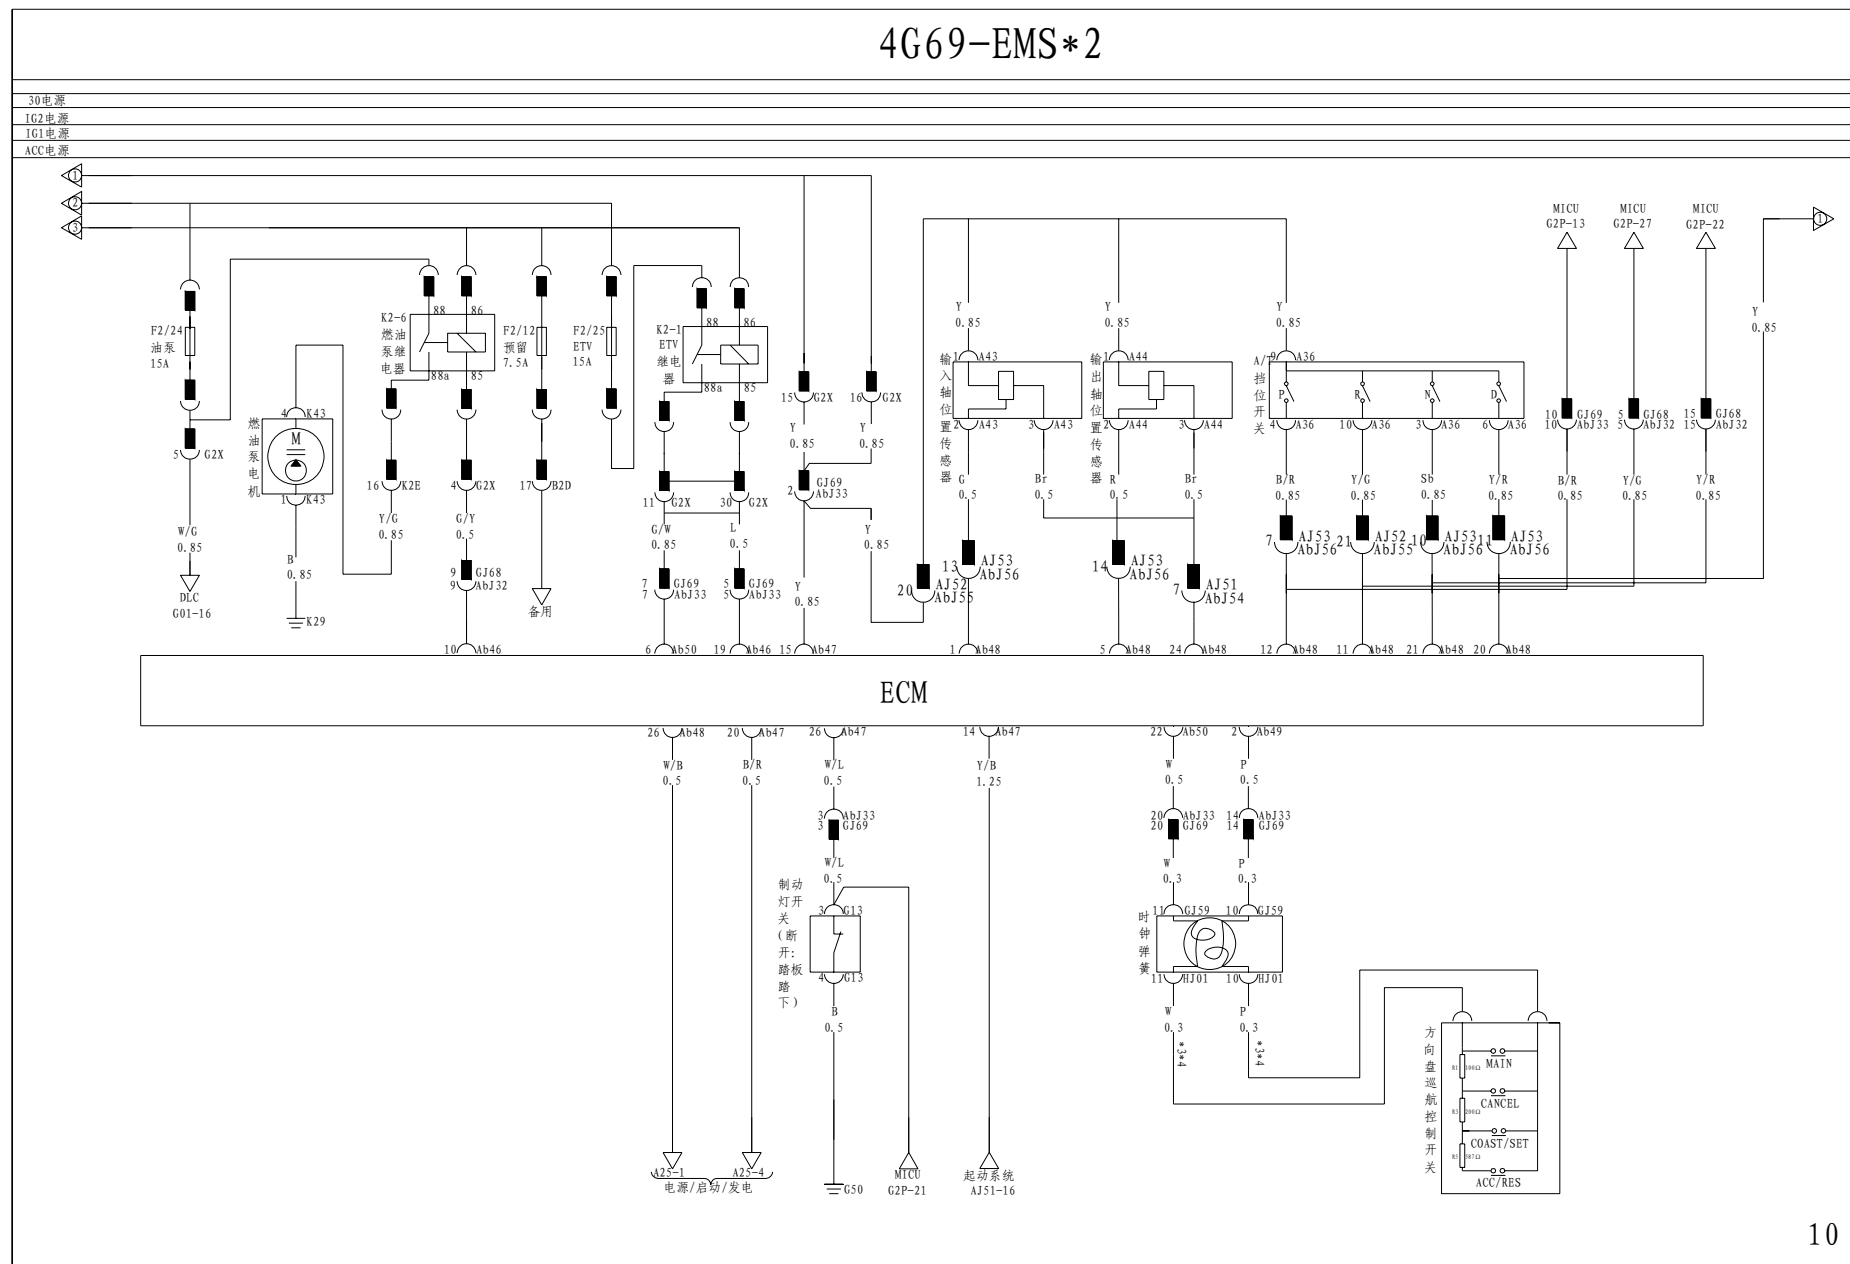 4G69-EMS*2
30电源
IG2电源
IG1电源
ACC电源
1
2
3
MICU
G2P-13
MICU
G2P-27
MICU
G2P-22
1
F2/24
油泵
15A
K2-6
燃油
泵继
电器
88
86
88a
85
F2/12
预留
7.5A
F2/25
ETV
15A
K2-1
ETV
继电
器
88
86
88a
85
15
G2X
16
G2X
Y
0.85
Y
0.85
2
GJ69
AbJ33
Y
0.85
Y
0.85
5
G2X
W/G
0.85
DLC
G01-16
燃油泵电机
4
K43
M
1
K43
B
0.85
K29
16
K2E
Y/G
0.85
4
G2X
G/Y
0.5
9
GJ68
9
AbJ32
17
B2D
备用
11
G2X
30
G2X
G/W
0.85
L
0.5
7
GJ69
7
AbJ33
5
GJ69
5
AbJ33
20
AJ52
AbJ55
Y
0.85
1
A43
输入轴位置传感器
2
A43
3
A43
G
0.5
Br
0.5
13
AJ53
AbJ56
Y
0.85
1
A44
输出轴位置传感器
2
A44
3
A44
R
0.5
Br
0.5
14
AJ53
AbJ56
7
AJ51
AbJ54
Y
0.85
9
A36
A/T挡位开关
P
R
N
D
4
A36
10
A36
3
A36
6
A36
B/R
0.85
Y/G
0.85
Sb
0.85
Y/R
0.85
7
AJ53
AbJ56
21
AJ52
AbJ55
10
AJ53
AbJ56
11
AJ53
AbJ56
10
GJ69
10
AbJ33
5
GJ68
5
AbJ32
15
GJ68
15
AbJ32
B/R
0.85
Y/G
0.85
Y/R
0.85
Y
0.85
10
Ab46
6
Ab50
19
Ab46
15
Ab47
1
Ab48
5
Ab48
24
Ab48
12
Ab48
11
Ab48
21
Ab48
20
Ab48
ECM
26
Ab48
20
Ab47
26
Ab47
14
Ab47
22
Ab50
2
Ab49
W/B
0.5
B/R
0.5
W/L
0.5
Y/B
1.25
W
0.5
P
0.5
3
AbJ33
3
GJ69
20
AbJ33
20
GJ69
14
AbJ33
14
GJ69
W/L
0.5
W
0.3
P
0.3
制动
灯开
关
(断
开:
踏板
踏
下)
3
G13
4
G13
B
0.5
时钟弹簧
11
GJ59
10
GJ59
11
HJ01
10
HJ01
W
0.3
P
0.3
*3*4
*3*4
方向盘巡航控制开关
R1
100Ω
MAIN
R3
200Ω
CANCEL
COAST/SET
R5
587Ω
ACC/RES
A25-1
A25-4
电源/启动/发电
G50
MICU
G2P-21
起动系统
AJ51-16
10